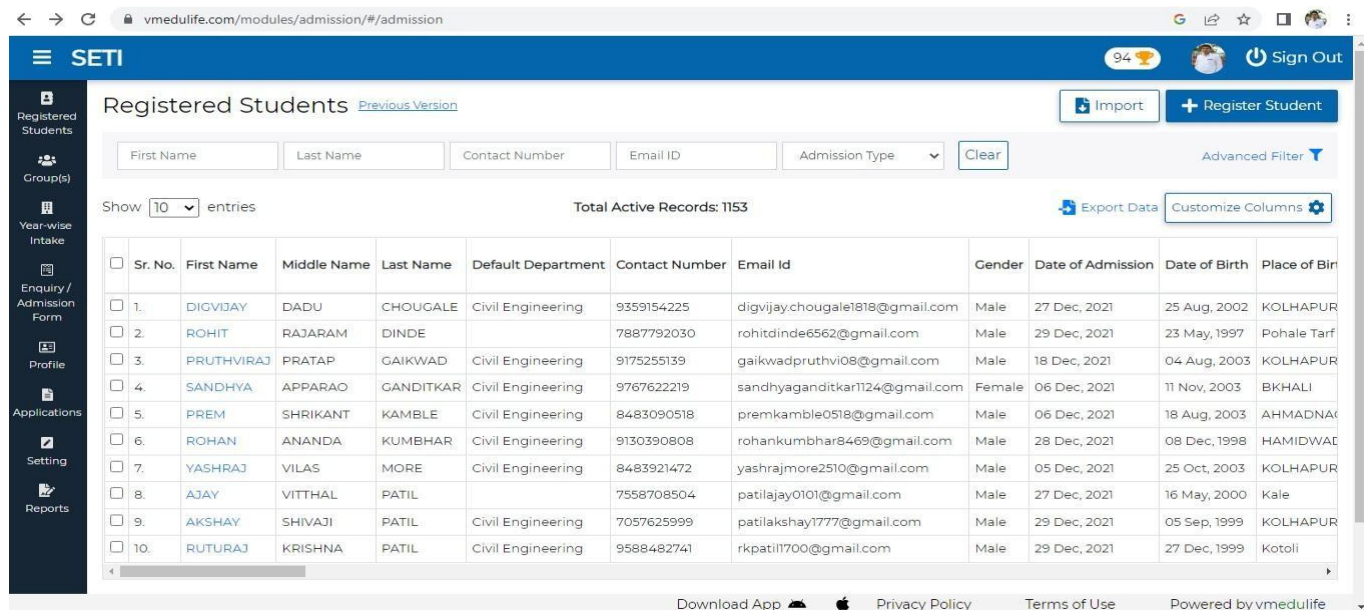 vmedulife.com/modules/admission/#/admission
SETI 94 Sign Out
Registered Students
Group(s)
Year-wise Intake
Enquiry / Admission Form
Profile
Applications
Setting
Reports
Registered Students Previous Version Import Register Student
First Name Last Name Contact Number Email ID Admission Type Clear Advanced Filter
Show 10 entries Total Active Records: 1153 Export Data Customize Columns
Sr. No. First Name Middle Name Last Name Default Department Contact Number Email Id Gender Date of Admission Date of Birth Place of Birt
1. DIGVIJAY DADU CHOUGALE Civil Engineering 9359154225 digvijay.chougale1818@gmail.com Male 27 Dec, 2021 25 Aug, 2002 KOLHAPUR
2. ROHIT RAJARAM DINDE 7887792030 rohitdinde6562@gmail.com Male 29 Dec, 2021 23 May, 1997 Pohale Tarf
3. PRUTHVIRAJ PRATAP GAIKWAD Civil Engineering 9175255139 gaikwadpruthvi08@gmail.com Male 18 Dec, 2021 04 Aug, 2003 KOLHAPUR
4. SANDHYA APPARAO GANDITKAR Civil Engineering 9767622219 sandhyaganditkar1124@gmail.com Female 06 Dec, 2021 11 Nov, 2003 BKHALI
5. PREM SHRIKANT KAMBLE Civil Engineering 8483090518 premkamble0518@gmail.com Male 06 Dec, 2021 18 Aug, 2003 AHMADNA
6. ROHAN ANANDA KUMBHAR Civil Engineering 9130390808 rohankumbhar8469@gmail.com Male 28 Dec, 2021 08 Dec, 1998 HAMIDWAD
7. YASHRAJ VILAS MORE Civil Engineering 8483921472 yashrajmore2510@gmail.com Male 05 Dec, 2021 25 Oct, 2003 KOLHAPUR
8. AJAY VITTHAL PATIL 7558708504 patilajay0101@gmail.com Male 27 Dec, 2021 16 May, 2000 Kale
9. AKSHAY SHIVAJI PATIL Civil Engineering 7057625999 patilakshay1777@gmail.com Male 29 Dec, 2021 05 Sep, 1999 KOLHAPUR
10. RUTURAJ KRISHNA PATIL Civil Engineering 9588482741 rkpatil1700@gmail.com Male 29 Dec, 2021 27 Dec, 1999 Kotoli
Download App Privacy Policy Terms of Use Powered by vmedulife